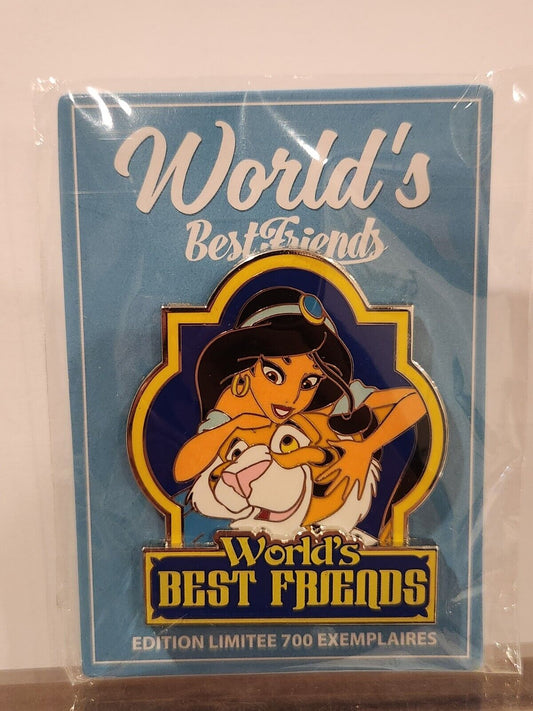 World's
Best Friends
World's
BEST FRIENDS
EDITION LIMITEE 700 EXEMPLAIRES